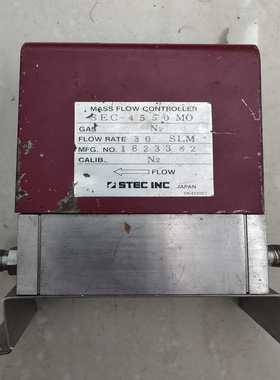 MASS FLOW CONTROLLER
SEC-4550MO
GAS N₂
FLOW RATE 30 SLM
MFG. NO. 1823382
CALIB. N₂
FLOW
STEC INC JAPAN